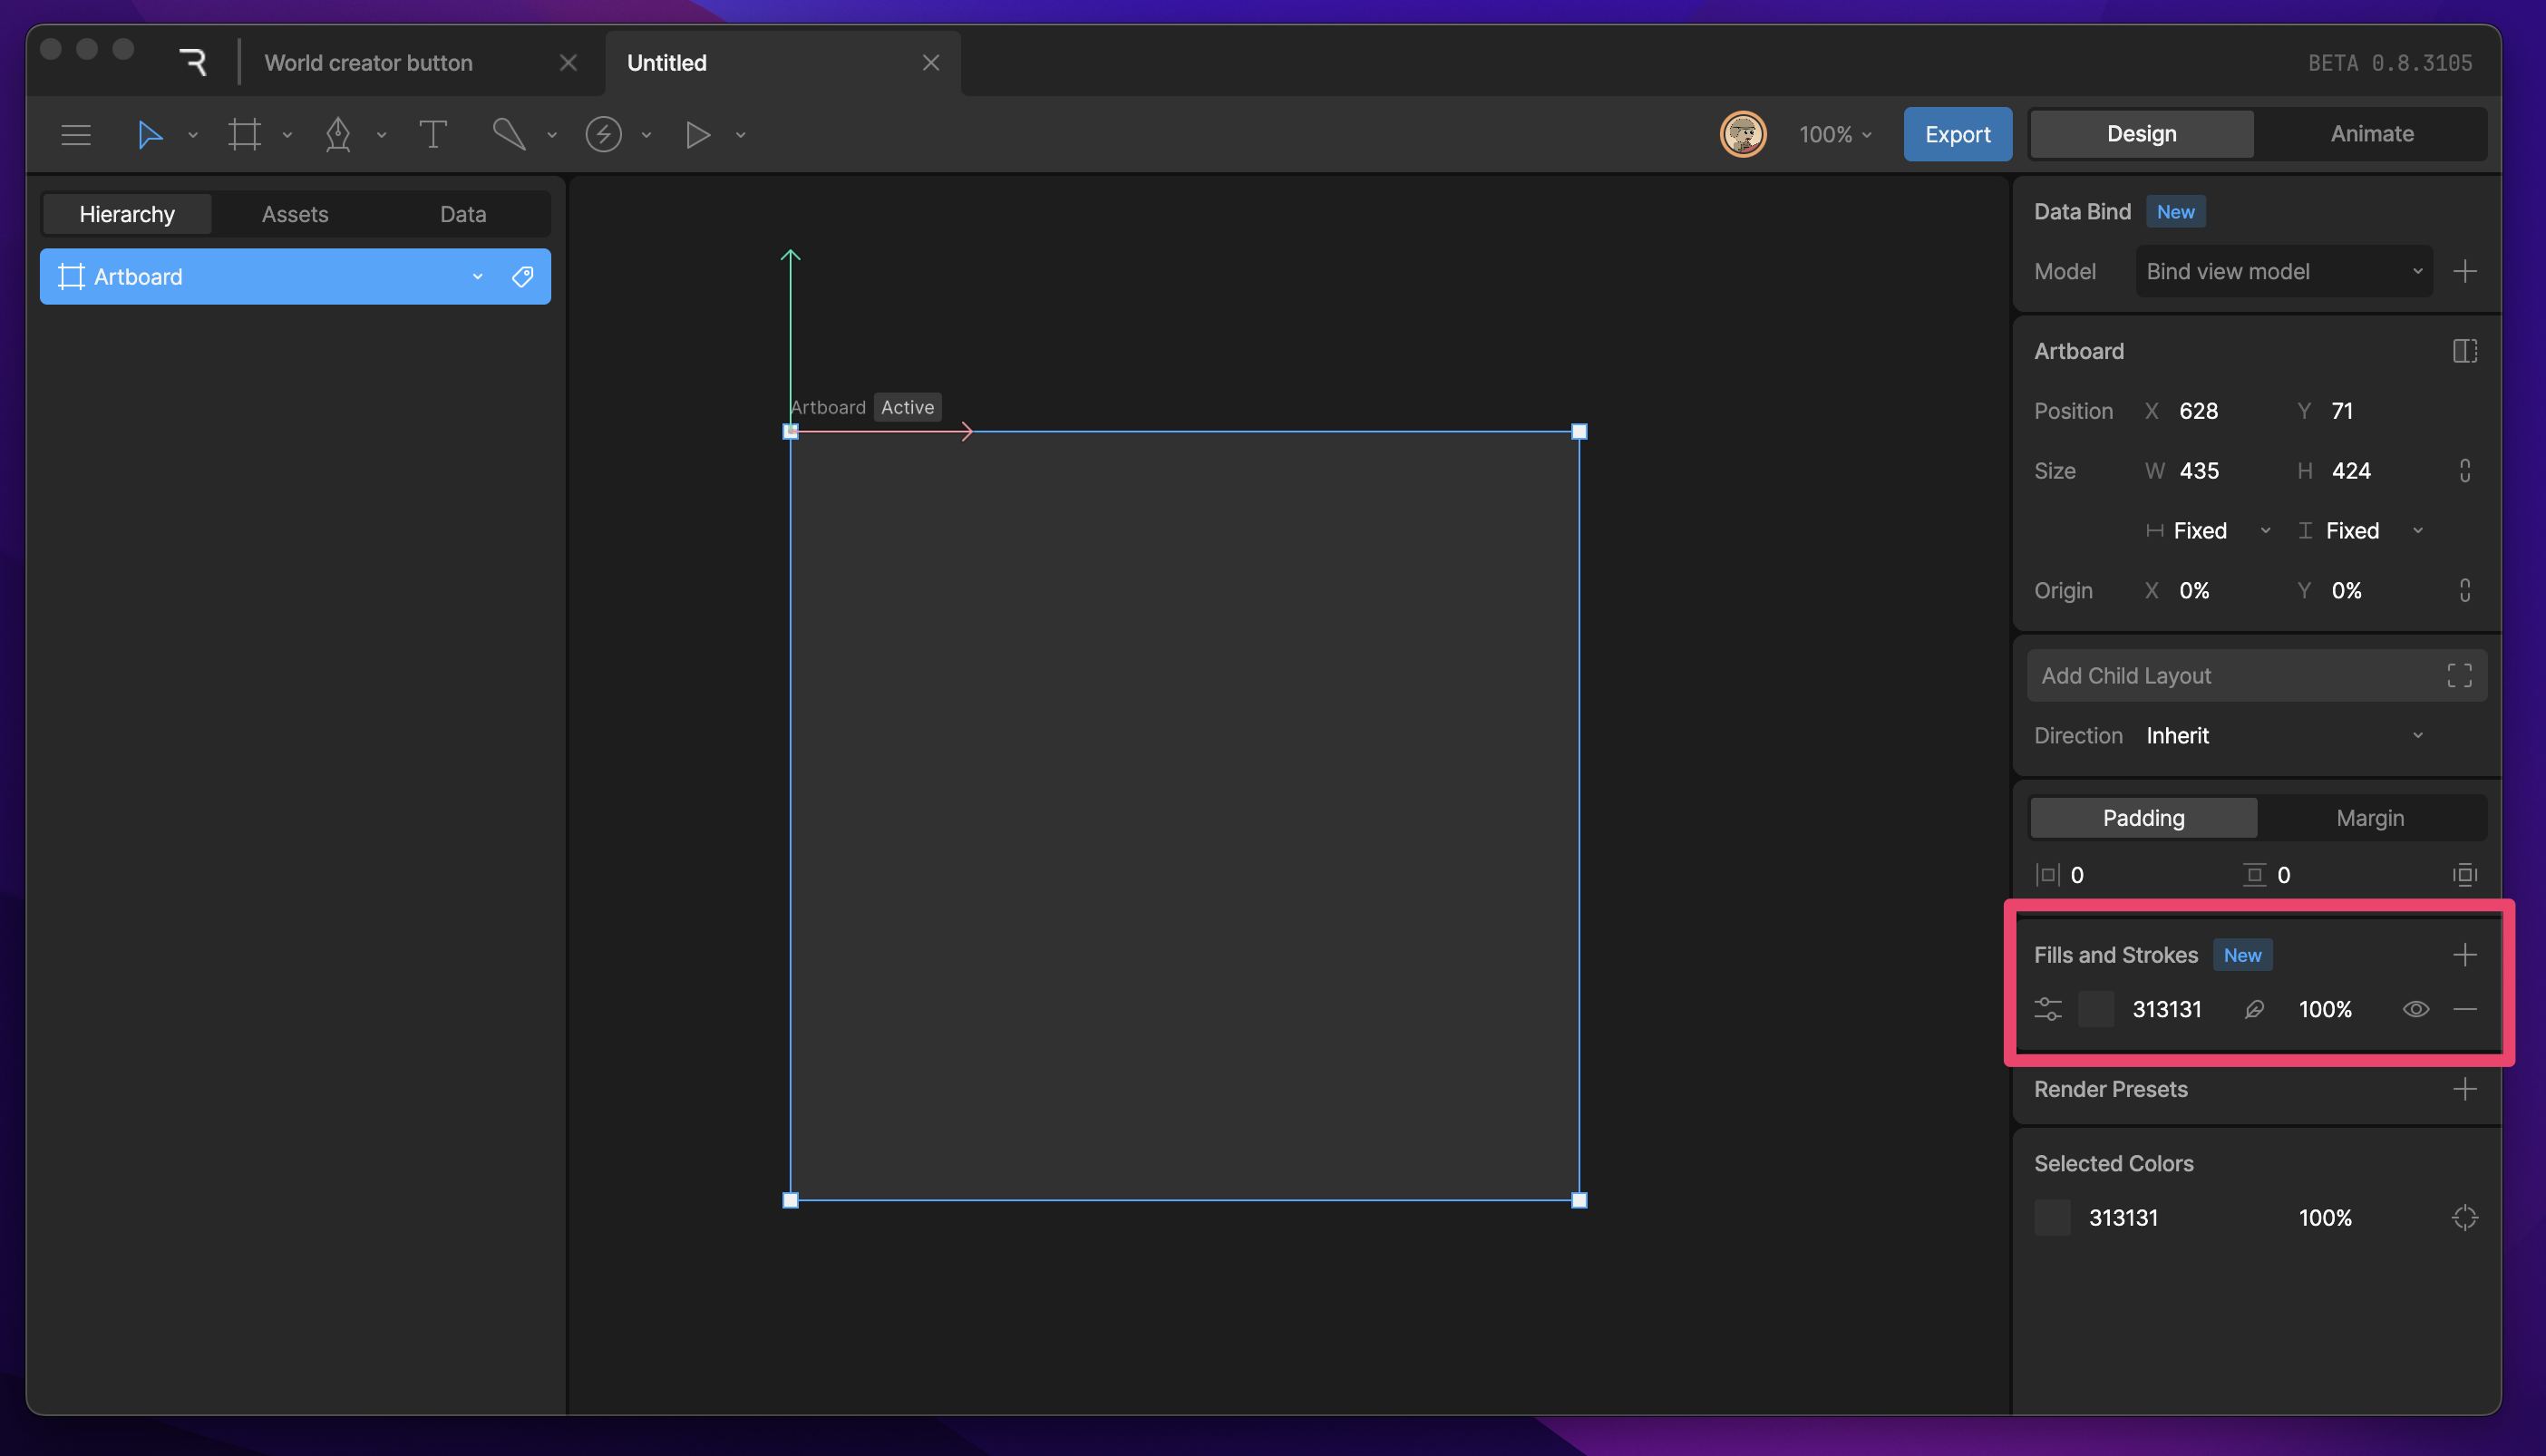 World creator button
Untitled
BETA 0.8.3105
100%
Export
Design
Animate
Hierarchy
Assets
Data
Artboard
Artboard Active
Data Bind New
Model Bind view model
Artboard
Position X 628 Y 71
Size W 435 H 424
Fixed Fixed
Origin X 0% Y 0%
Add Child Layout
Direction Inherit
Padding Margin
0 0
Fills and Strokes New
313131 100%
Render Presets
Selected Colors
313131 100%